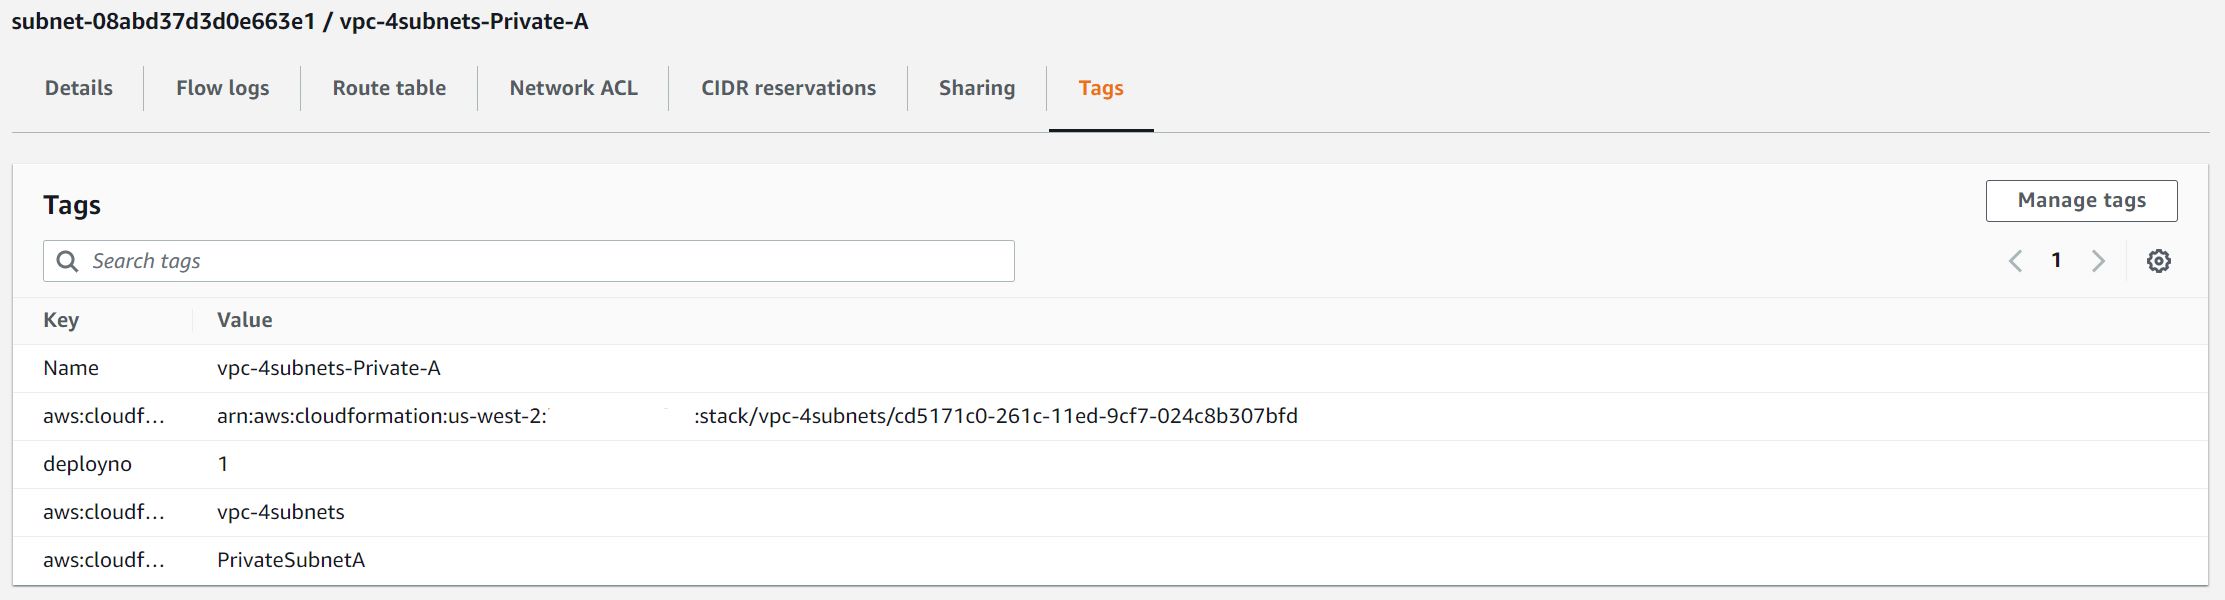 subnet-08abd37d3d0e663e1 / vpc-4subnets-Private-A
Details Flow logs Route table Network ACL CIDR reservations Sharing Tags
Tags
Manage tags
Search tags
1
Key Value
Name vpc-4subnets-Private-A
aws:cloudf... arn:aws:cloudformation:us-west-2: :stack/vpc-4subnets/cd5171c0-261c-11ed-9cf7-024c8b307bfd
deployno 1
aws:cloudf... vpc-4subnets
aws:cloudf... PrivateSubnetA